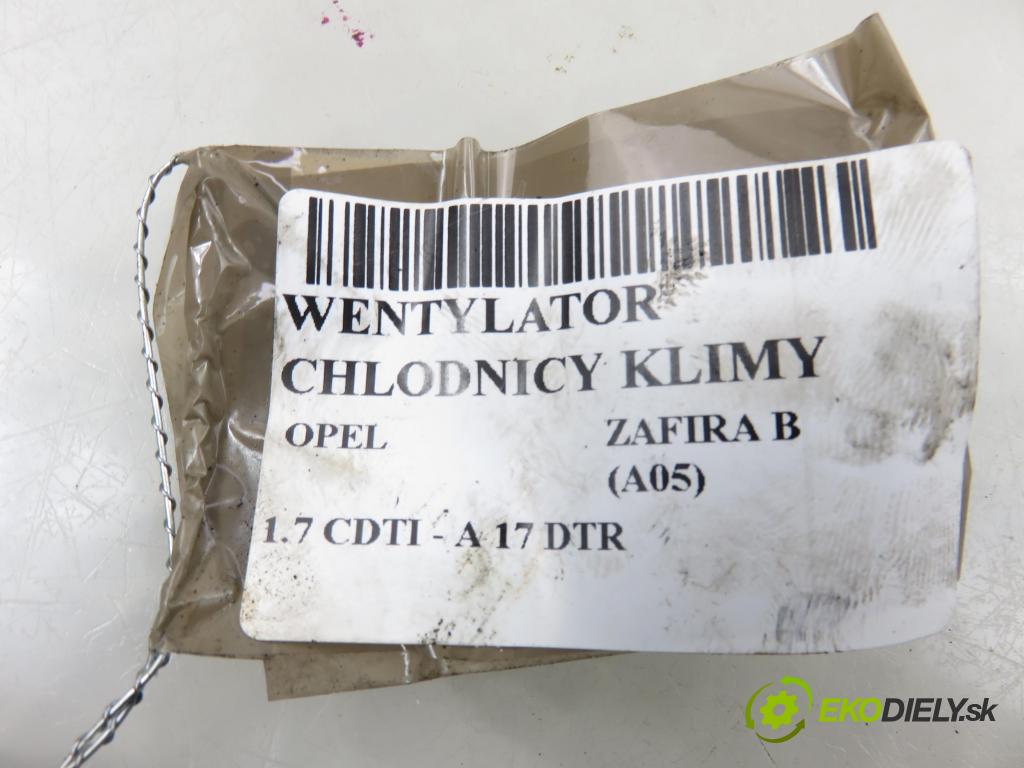 WENTYLATOR
CHLODNICY KLIMY
OPEL ZAFIRA B
(A05)
1.7 CDTI - A 17 DTR
EKODIELY.sk